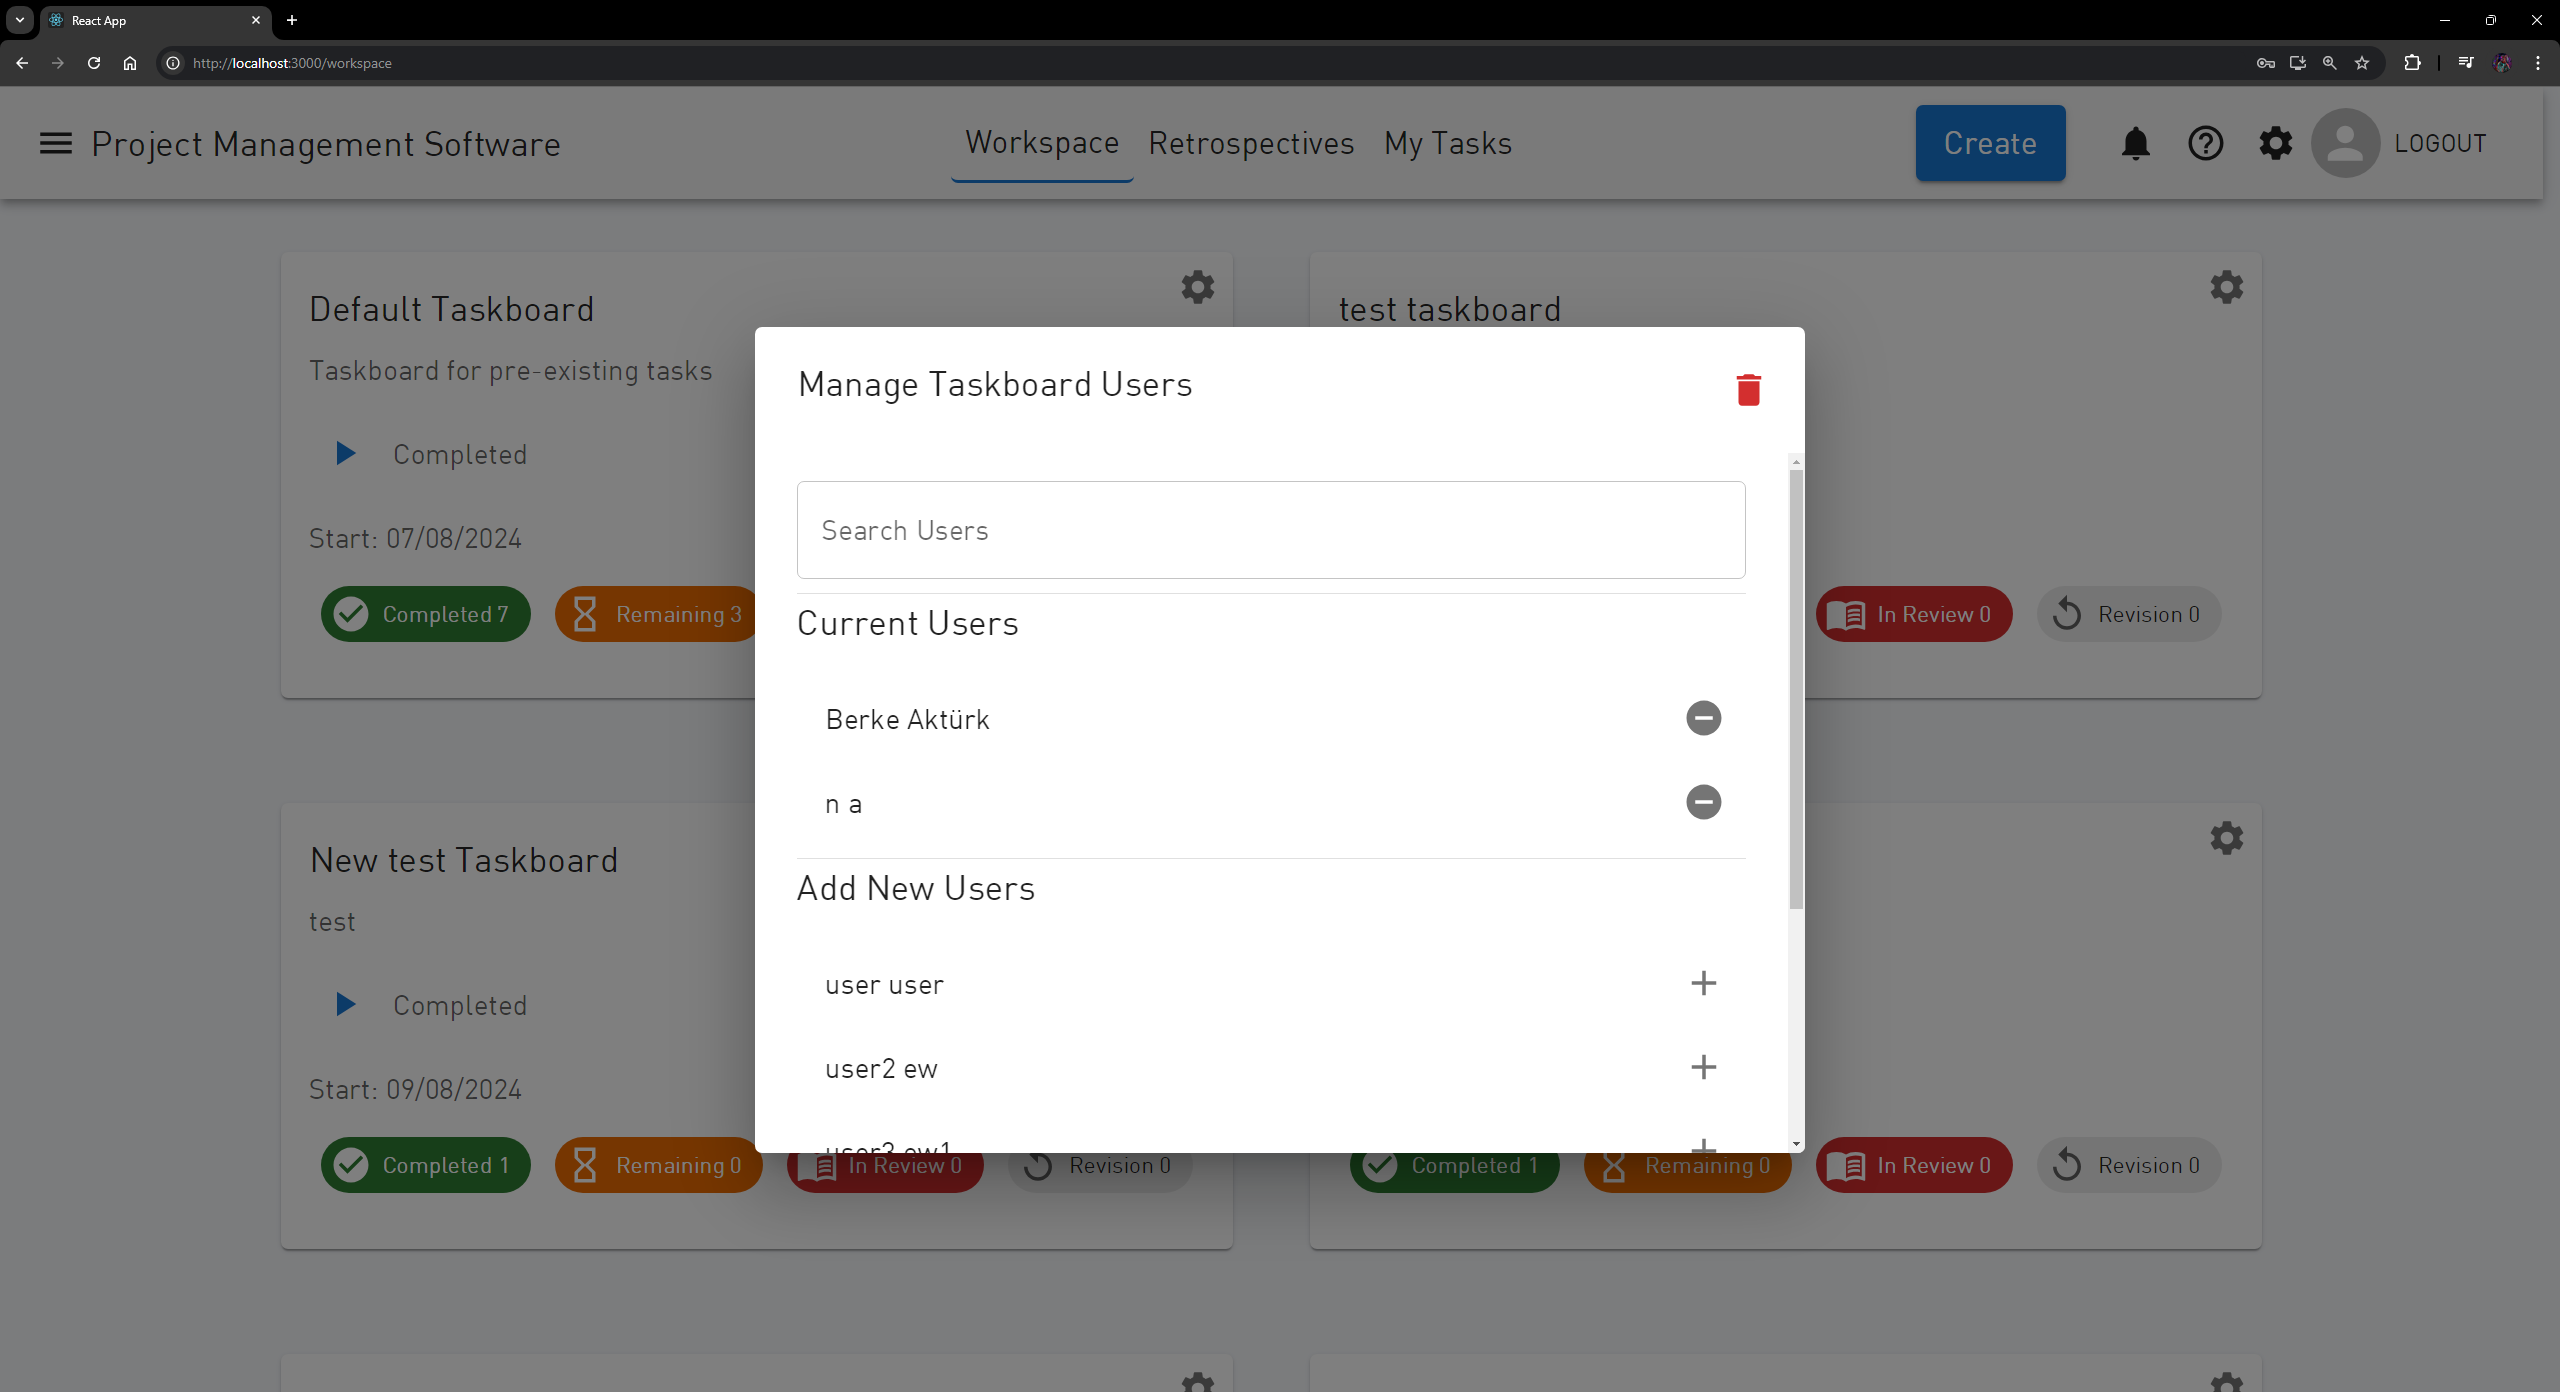 React App
http://localhost:3000/workspace
Project Management Software
Workspace
Retrospectives
My Tasks
Create
LOGOUT
Default Taskboard
Taskboard for pre-existing tasks
Completed
Start: 07/08/2024
Completed 7
Remaining 3
test taskboard
In Review 0
Revision 0
Manage Taskboard Users
Search Users
Current Users
Berke Aktürk
n a
Add New Users
user user
user2 ew
user3 ew1
New test Taskboard
test
Completed
Start: 09/08/2024
Completed 1
Remaining 0
In Review 0
Revision 0
Completed 1
Remaining 0
In Review 0
Revision 0